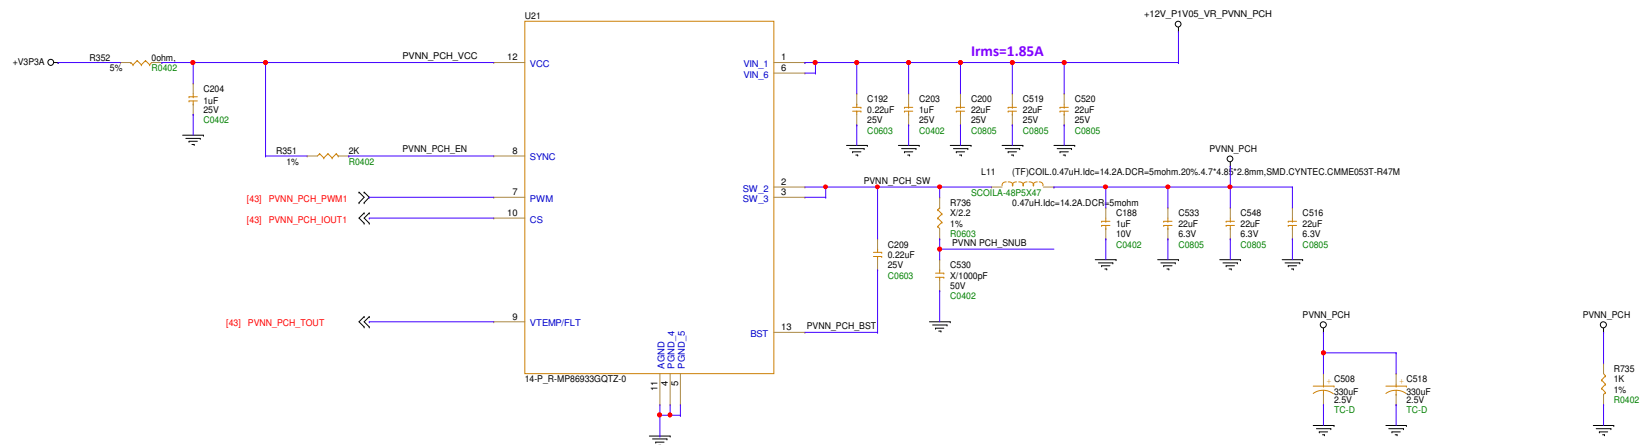 U21
+12V_P1V05_VR_PVNN_PCH
+V3P3A
R352
5%
0ohm,
R0402
PVNN_PCH_VCC
12
VCC
C204
1uF
25V
C0402
R351
1%
2K
R0402
PVNN_PCH_EN
8
SYNC
[43] PVNN_PCH_PWM1
7
PWM
[43] PVNN_PCH_IOUT1
10
CS
[43] PVNN_PCH_TOUT
9
VTEMP/FLT
VIN_1
1
VIN_6
6
Irms=1.85A
C192
0.22uF
25V
C0603
C203
1uF
25V
C0402
C200
22uF
25V
C0805
C519
22uF
25V
C0805
C520
22uF
25V
C0805
PVNN_PCH
SW_2
2
SW_3
3
PVNN_PCH_SW
L11
(TF)COIL.0.47uH.Idc=14.2A.DCR=5mohm.20%.4.7*4.85*2.8mm,SMD.CYNTEC.CMME053T-R47M
SCOILA-48P5X47
0.47uH.Idc=14.2A.DCR=5mohm
R736
X/2.2
1%
R0603
PVNN PCH_SNUB
C209
0.22uF
25V
C0603
C530
X/1000pF
50V
C0402
C188
1uF
10V
C0402
C533
22uF
6.3V
C0805
C548
22uF
6.3V
C0805
C516
22uF
6.3V
C0805
BST
13
PVNN_PCH_BST
AGND
PGND_4
PGND_5
11
4
5
14-P_R-MP86933GQTZ-0
PVNN_PCH
C508
330uF
2.5V
TC-D
C518
330uF
2.5V
TC-D
PVNN_PCH
R735
1K
1%
R0402